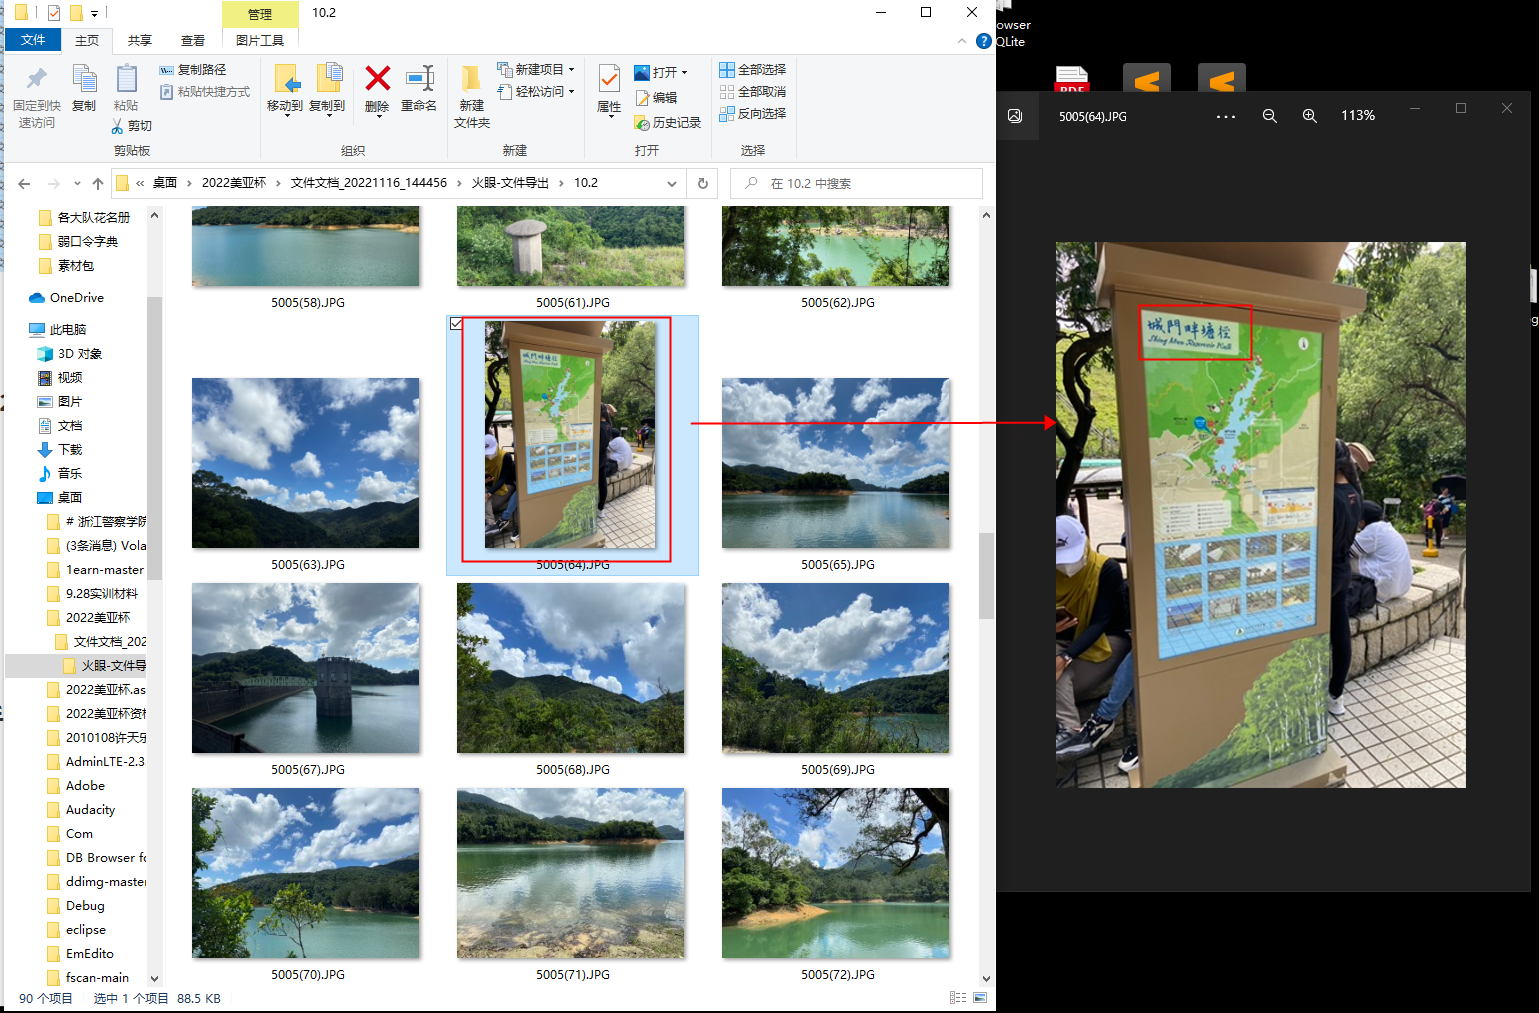 管理
10.2
文件
主页
共享
查看
图片工具
固定到快
速访问
复制
粘贴
复制路径
粘贴快捷方式
剪切
剪贴板
移动到
复制到
删除
重命名
组织
新建
文件夹
新建项目
轻松访问
新建
属性
打开
编辑
历史记录
打开
全部选择
全部取消
反向选择
选择
« 桌面 › 2022美亚杯 › 文件文档_20221116_144456 › 火眼-文件导出 › 10.2
在 10.2 中搜索
各大队花名册
弱口令字典
素材包
OneDrive
此电脑
3D 对象
视频
图片
文档
下载
音乐
桌面
# 浙江警察学院
(3条消息) Vola
1earn-master
9.28实训材料
2022美亚杯
文件文档_202
火眼-文件导
2022美亚杯.as
2022美亚杯资料
2010108许天乐
AdminLTE-2.3.
Adobe
Audacity
Com
DB Browser fo
ddimg-master
Debug
eclipse
EmEdito
fscan-main
5005(58).JPG
5005(61).JPG
5005(62).JPG
城門畔塘徑
Shing Mun Reservoir Walk
5005(63).JPG
5005(64).JPG
5005(65).JPG
5005(67).JPG
5005(68).JPG
5005(69).JPG
5005(70).JPG
5005(71).JPG
5005(72).JPG
90 个项目
选中 1 个项目 88.5 KB
owser
QLite
PDF
5005(64).JPG
113%
城門畔塘徑
Shing Mun Reservoir Walk